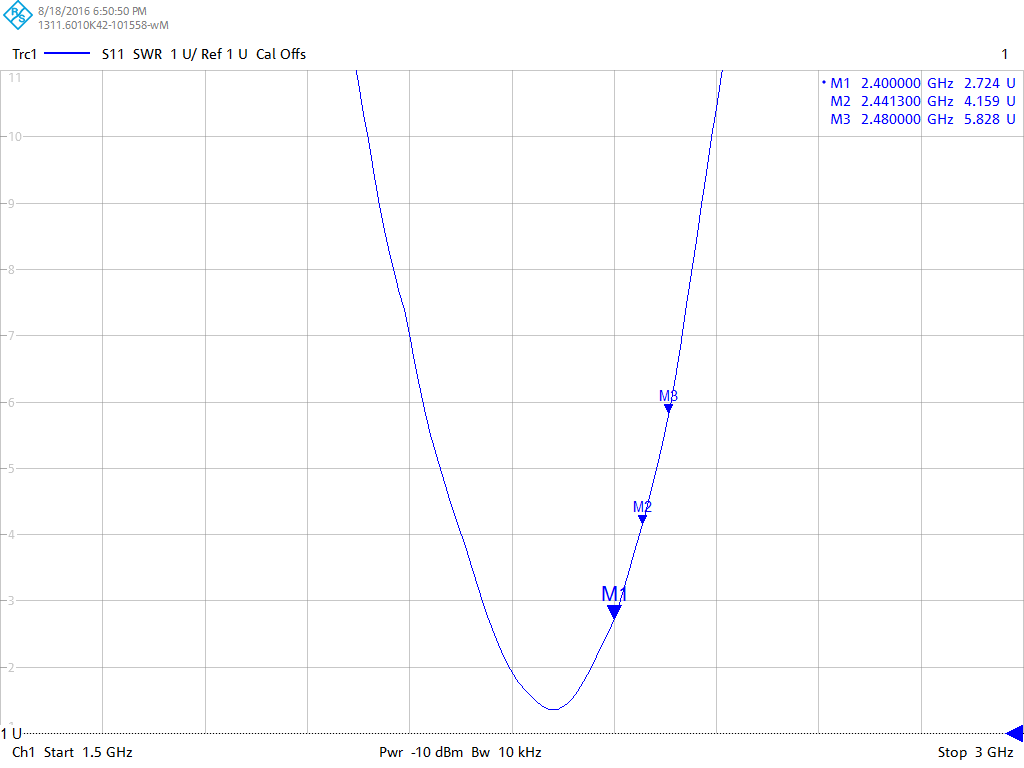 R&S
8/18/2016 6:50:50 PM
1311.6010K42-101558-wM
Trc1 S11 SWR 1 U/ Ref 1 U Cal Offs 1
11
• M1 2.400000 GHz 2.724 U
M2 2.441300 GHz 4.159 U
M3 2.480000 GHz 5.828 U
10
9
8
7
6
M3
5
M2
4
3
M1
2
1
1 U
Ch1 Start 1.5 GHz Pwr -10 dBm Bw 10 kHz Stop 3 GHz